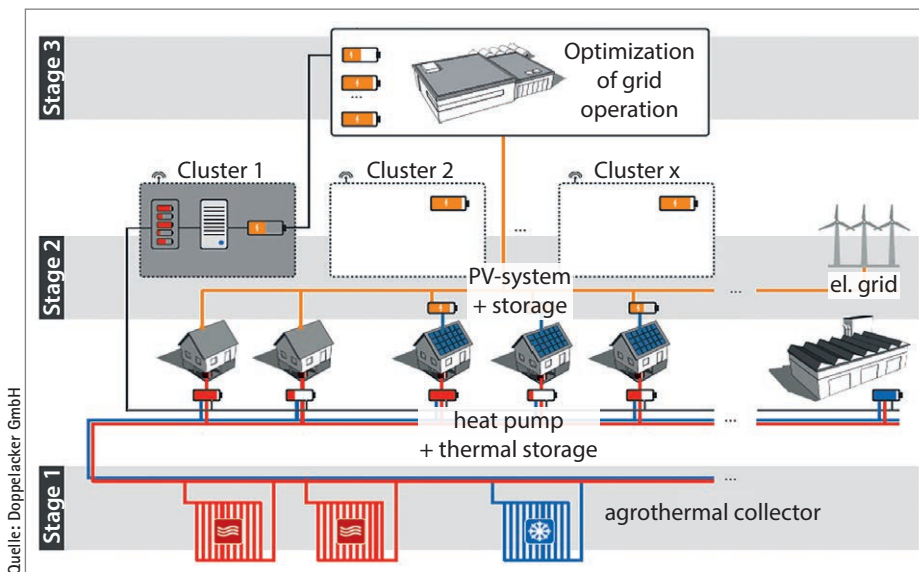 Stage 3
Optimization
of grid
operation
...
Cluster 1
Cluster 2
Cluster x
...
Stage 2
PV-system
+ storage
...
el. grid
heat pump
+ thermal storage
...
Stage 1
...
agrothermal collector
Quelle: Doppelacker GmbH